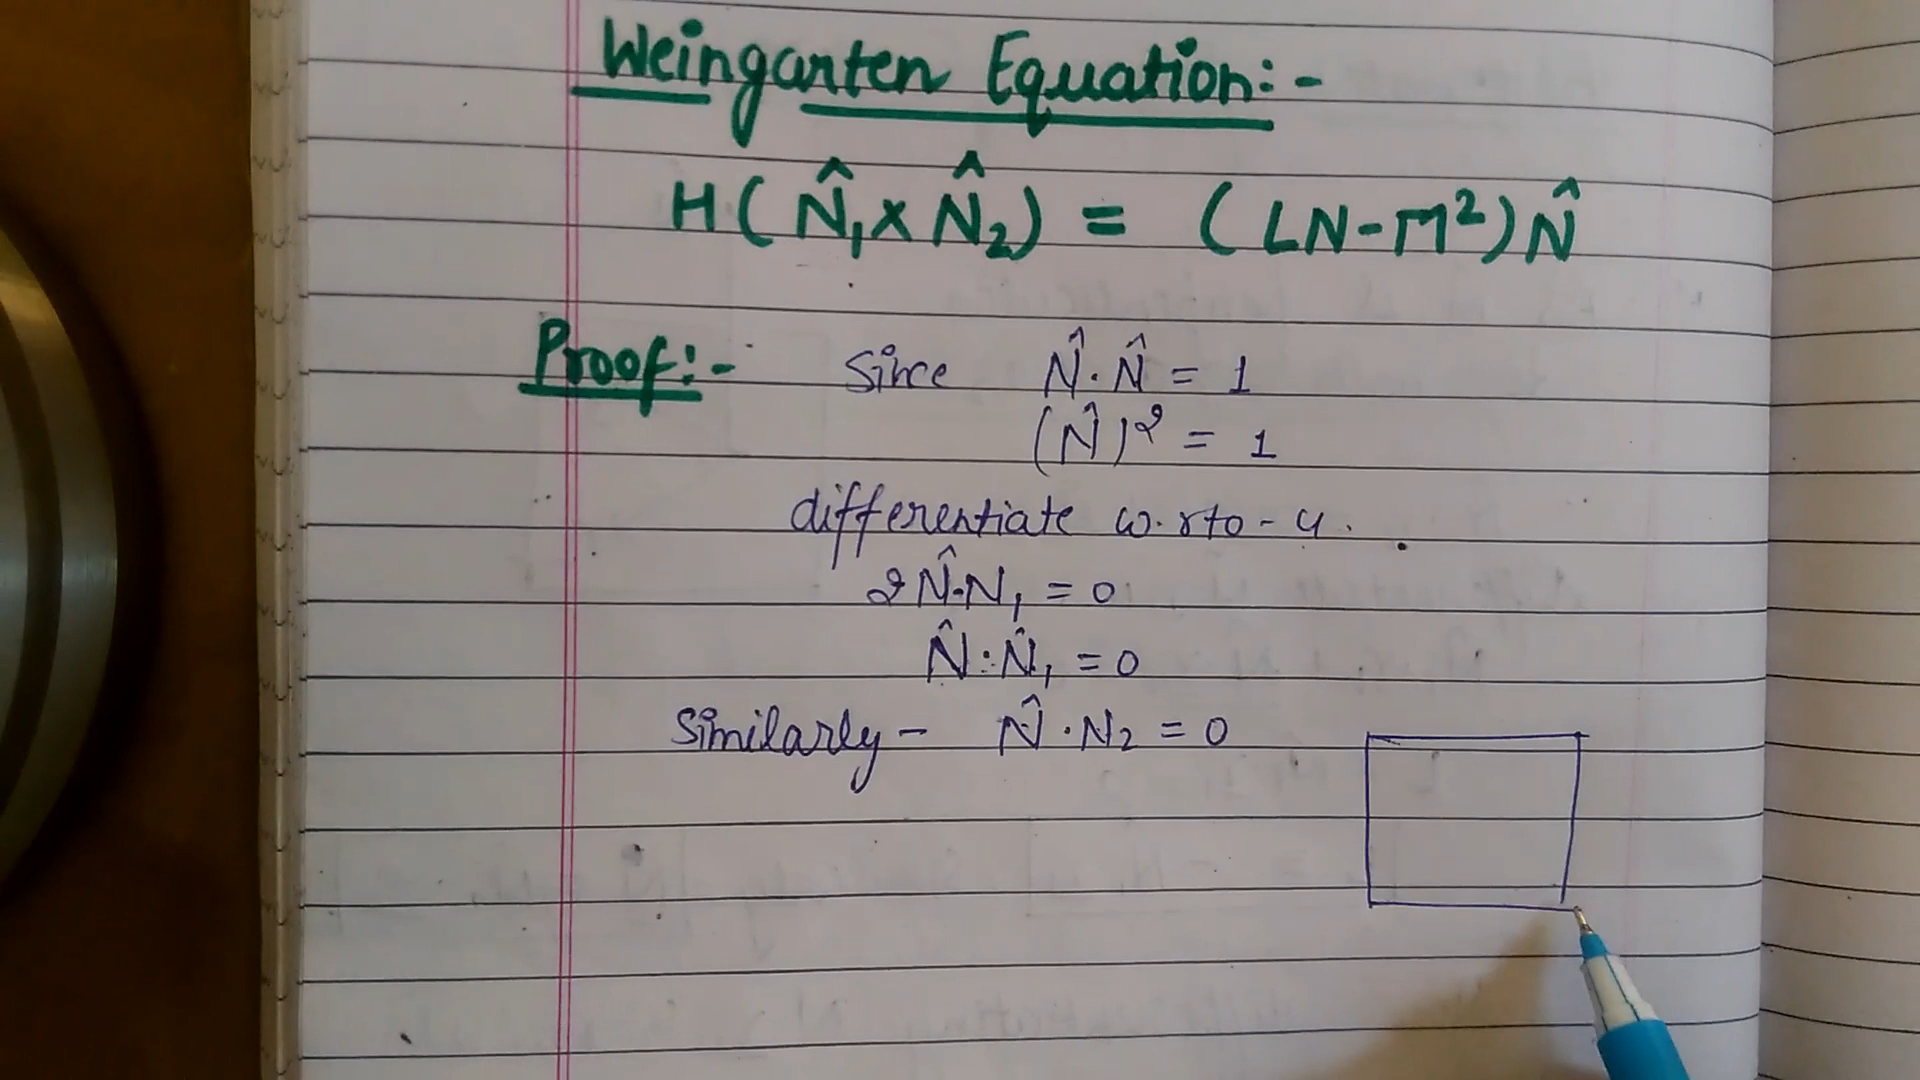 Weingarten Equation:-
H(N̂₁ x N̂₂) = (LN-M²)N̂
Proof:- Since N̂.N̂ = 1
(N̂)² = 1
differentiate w.rto-u.
2N̂.N₁ = 0
N̂.N̂₁ = 0
Similarly- N̂.N₂ = 0